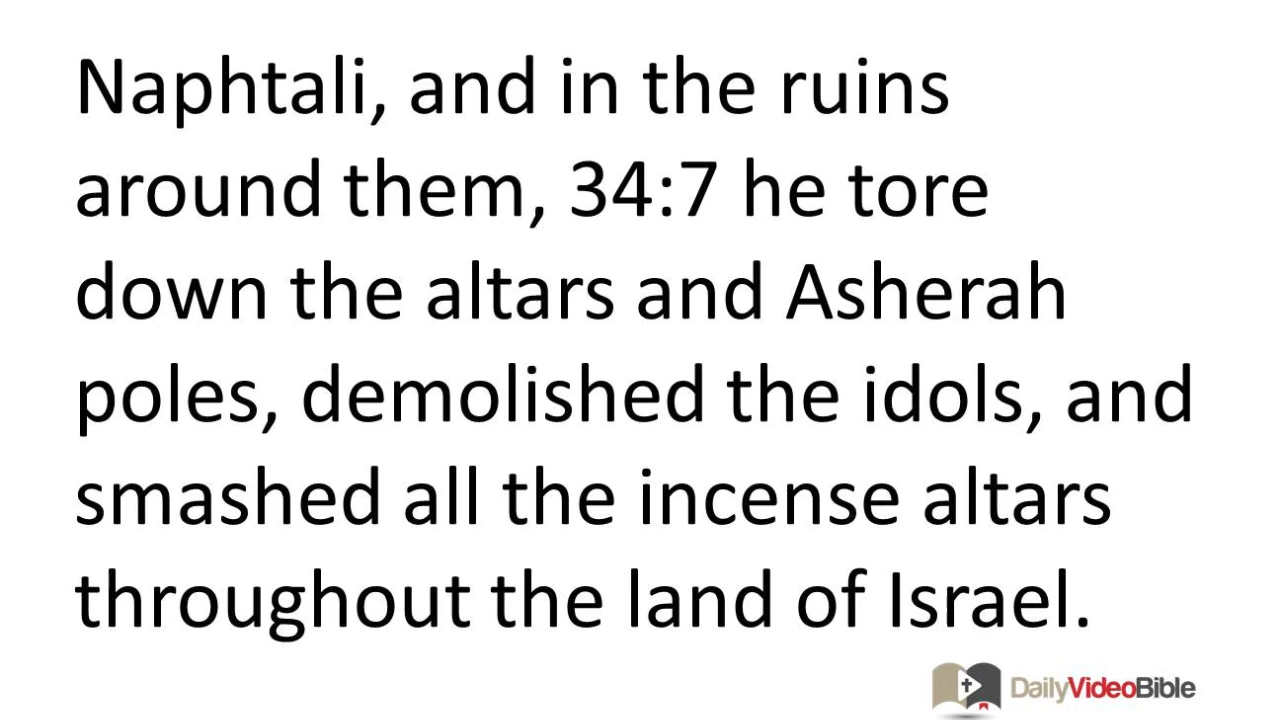 Naphtali, and in the ruins
around them, 34:7 he tore
down the altars and Asherah
poles, demolished the idols, and
smashed all the incense altars
throughout the land of Israel.
DailyVideoBible